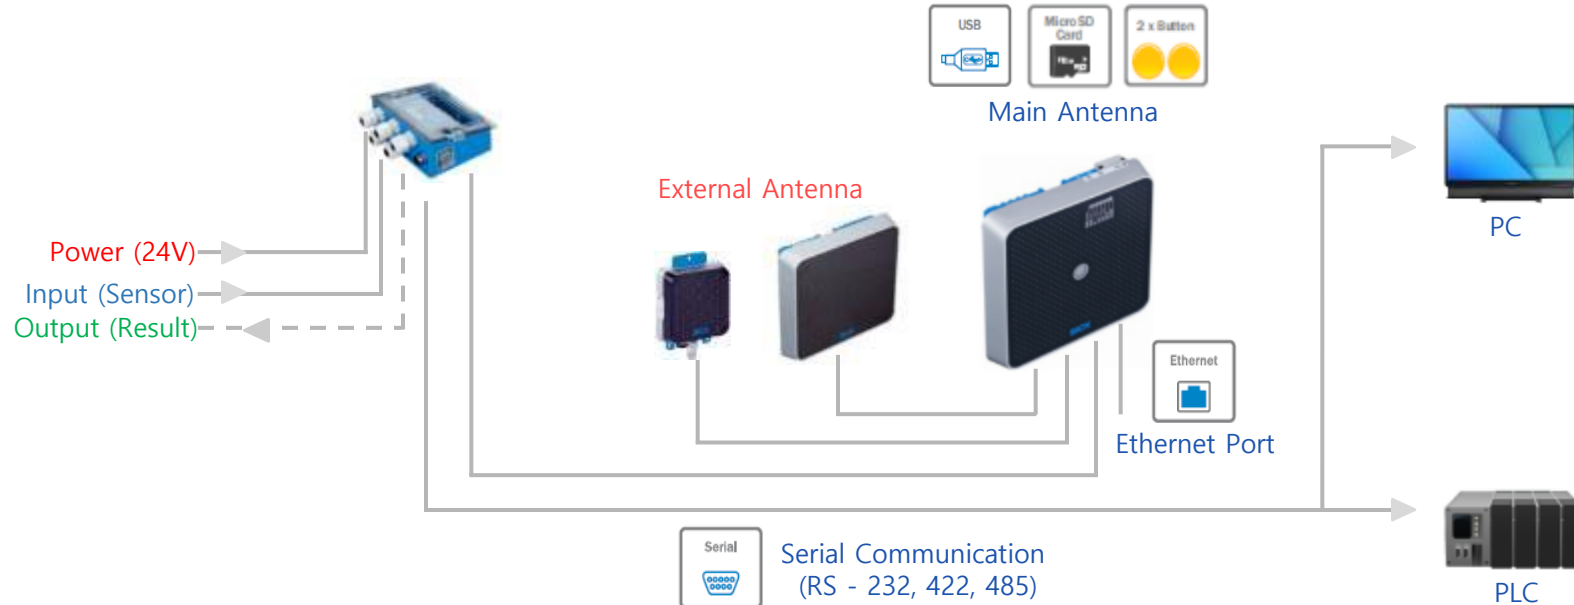 USB
Micro SD
Card
2 x Button
Main Antenna
External Antenna
PC
Power (24V)
Input (Sensor)
Output (Result)
SICK
Ethernet
Ethernet Port
Serial
Serial Communication
(RS - 232, 422, 485)
PLC